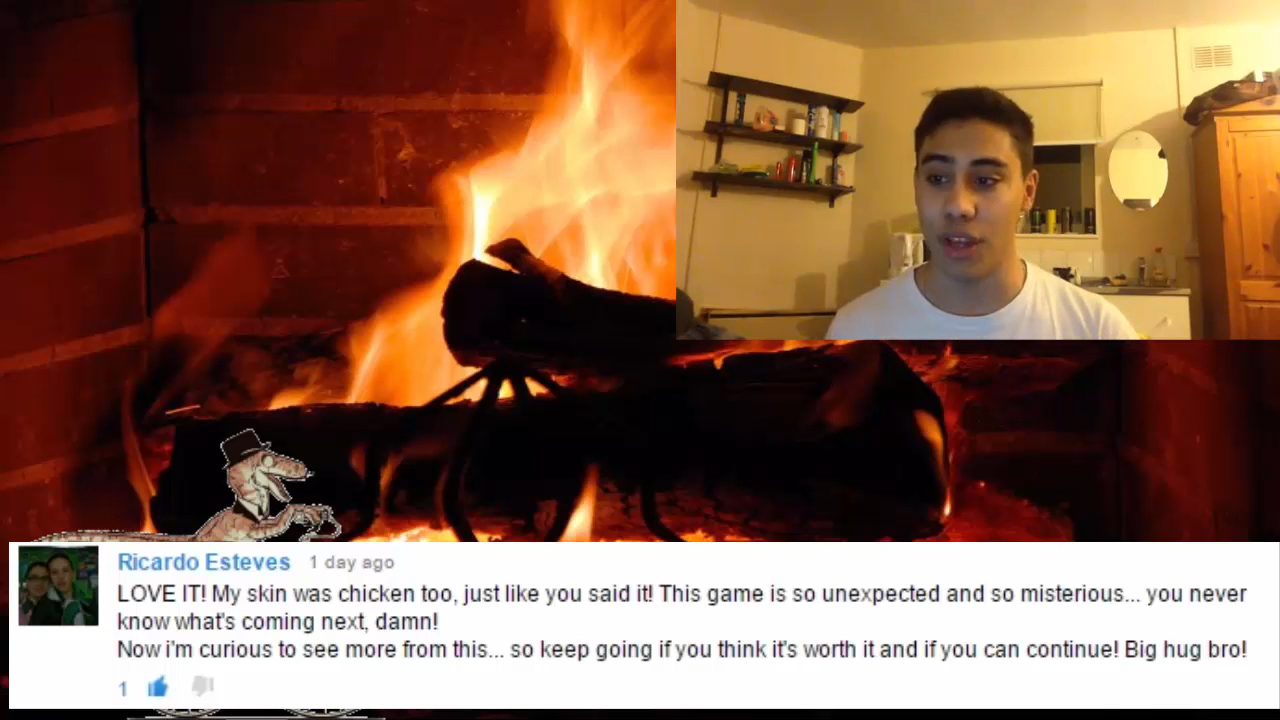 Ricardo Esteves 1 day ago
LOVE IT! My skin was chicken too, just like you said it! This game is so unexpected and so misterious... you never
know what's coming next, damn!
Now i'm curious to see more from this... so keep going if you think it's worth it and if you can continue! Big hug bro!
1